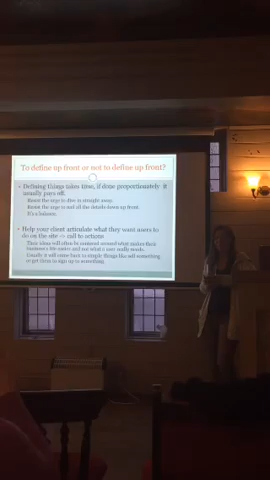 To define up front or not to define up front?
Defining things takes time, if done proportionately it
usually pays off.
Resist the urge to dive in straight away.
Resist the urge to nail all the details down up front.
It's a balance.
Help your client articulate what they want users to
do on the site -> call to actions
Their ideas will often be centered around what makes their
business's life easier and not what a user really needs.
Usually it will come back to simple things like sell something
or get them to sign up to something